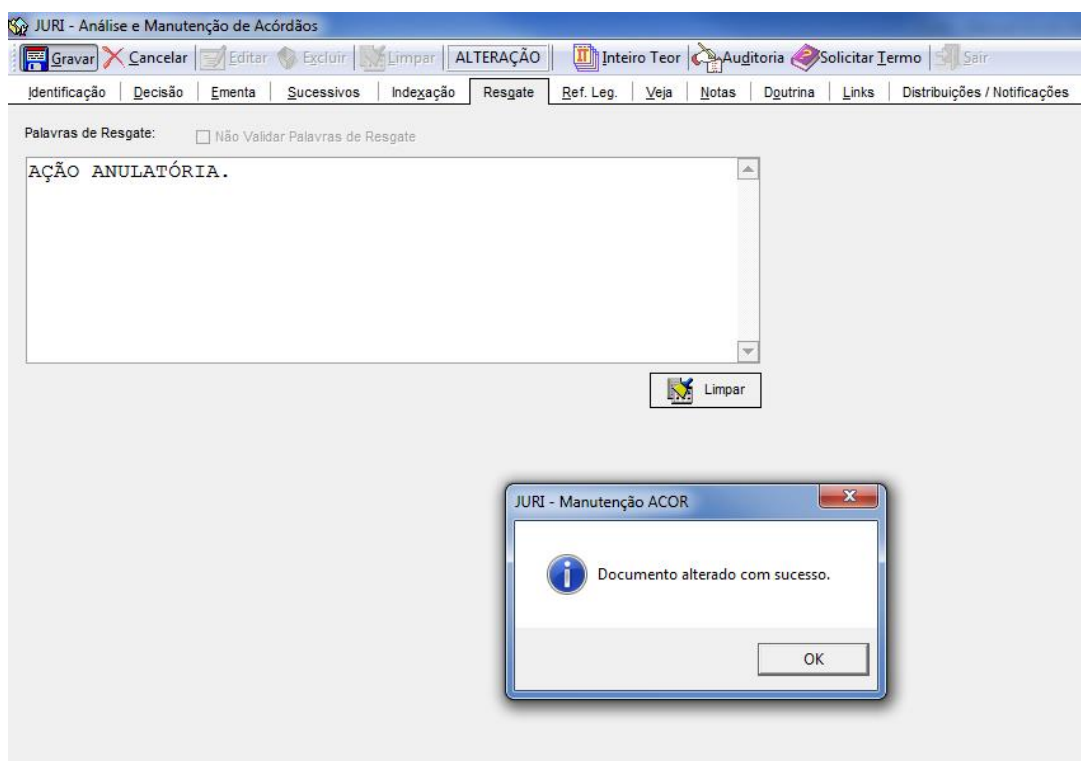 JURI - Análise e Manutenção de Acórdãos
Gravar Cancelar Editar Excluir Limpar ALTERAÇÃO Inteiro Teor Auditoria Solicitar Termo Sair
Identificação Decisão Ementa Sucessivos Indexação Resgate Ref. Leg. Veja Notas Doutrina Links Distribuições / Notificações
Palavras de Resgate: Não Validar Palavras de Resgate
AÇÃO ANULATÓRIA.
Limpar
JURI - Manutenção ACOR
Documento alterado com sucesso.
OK